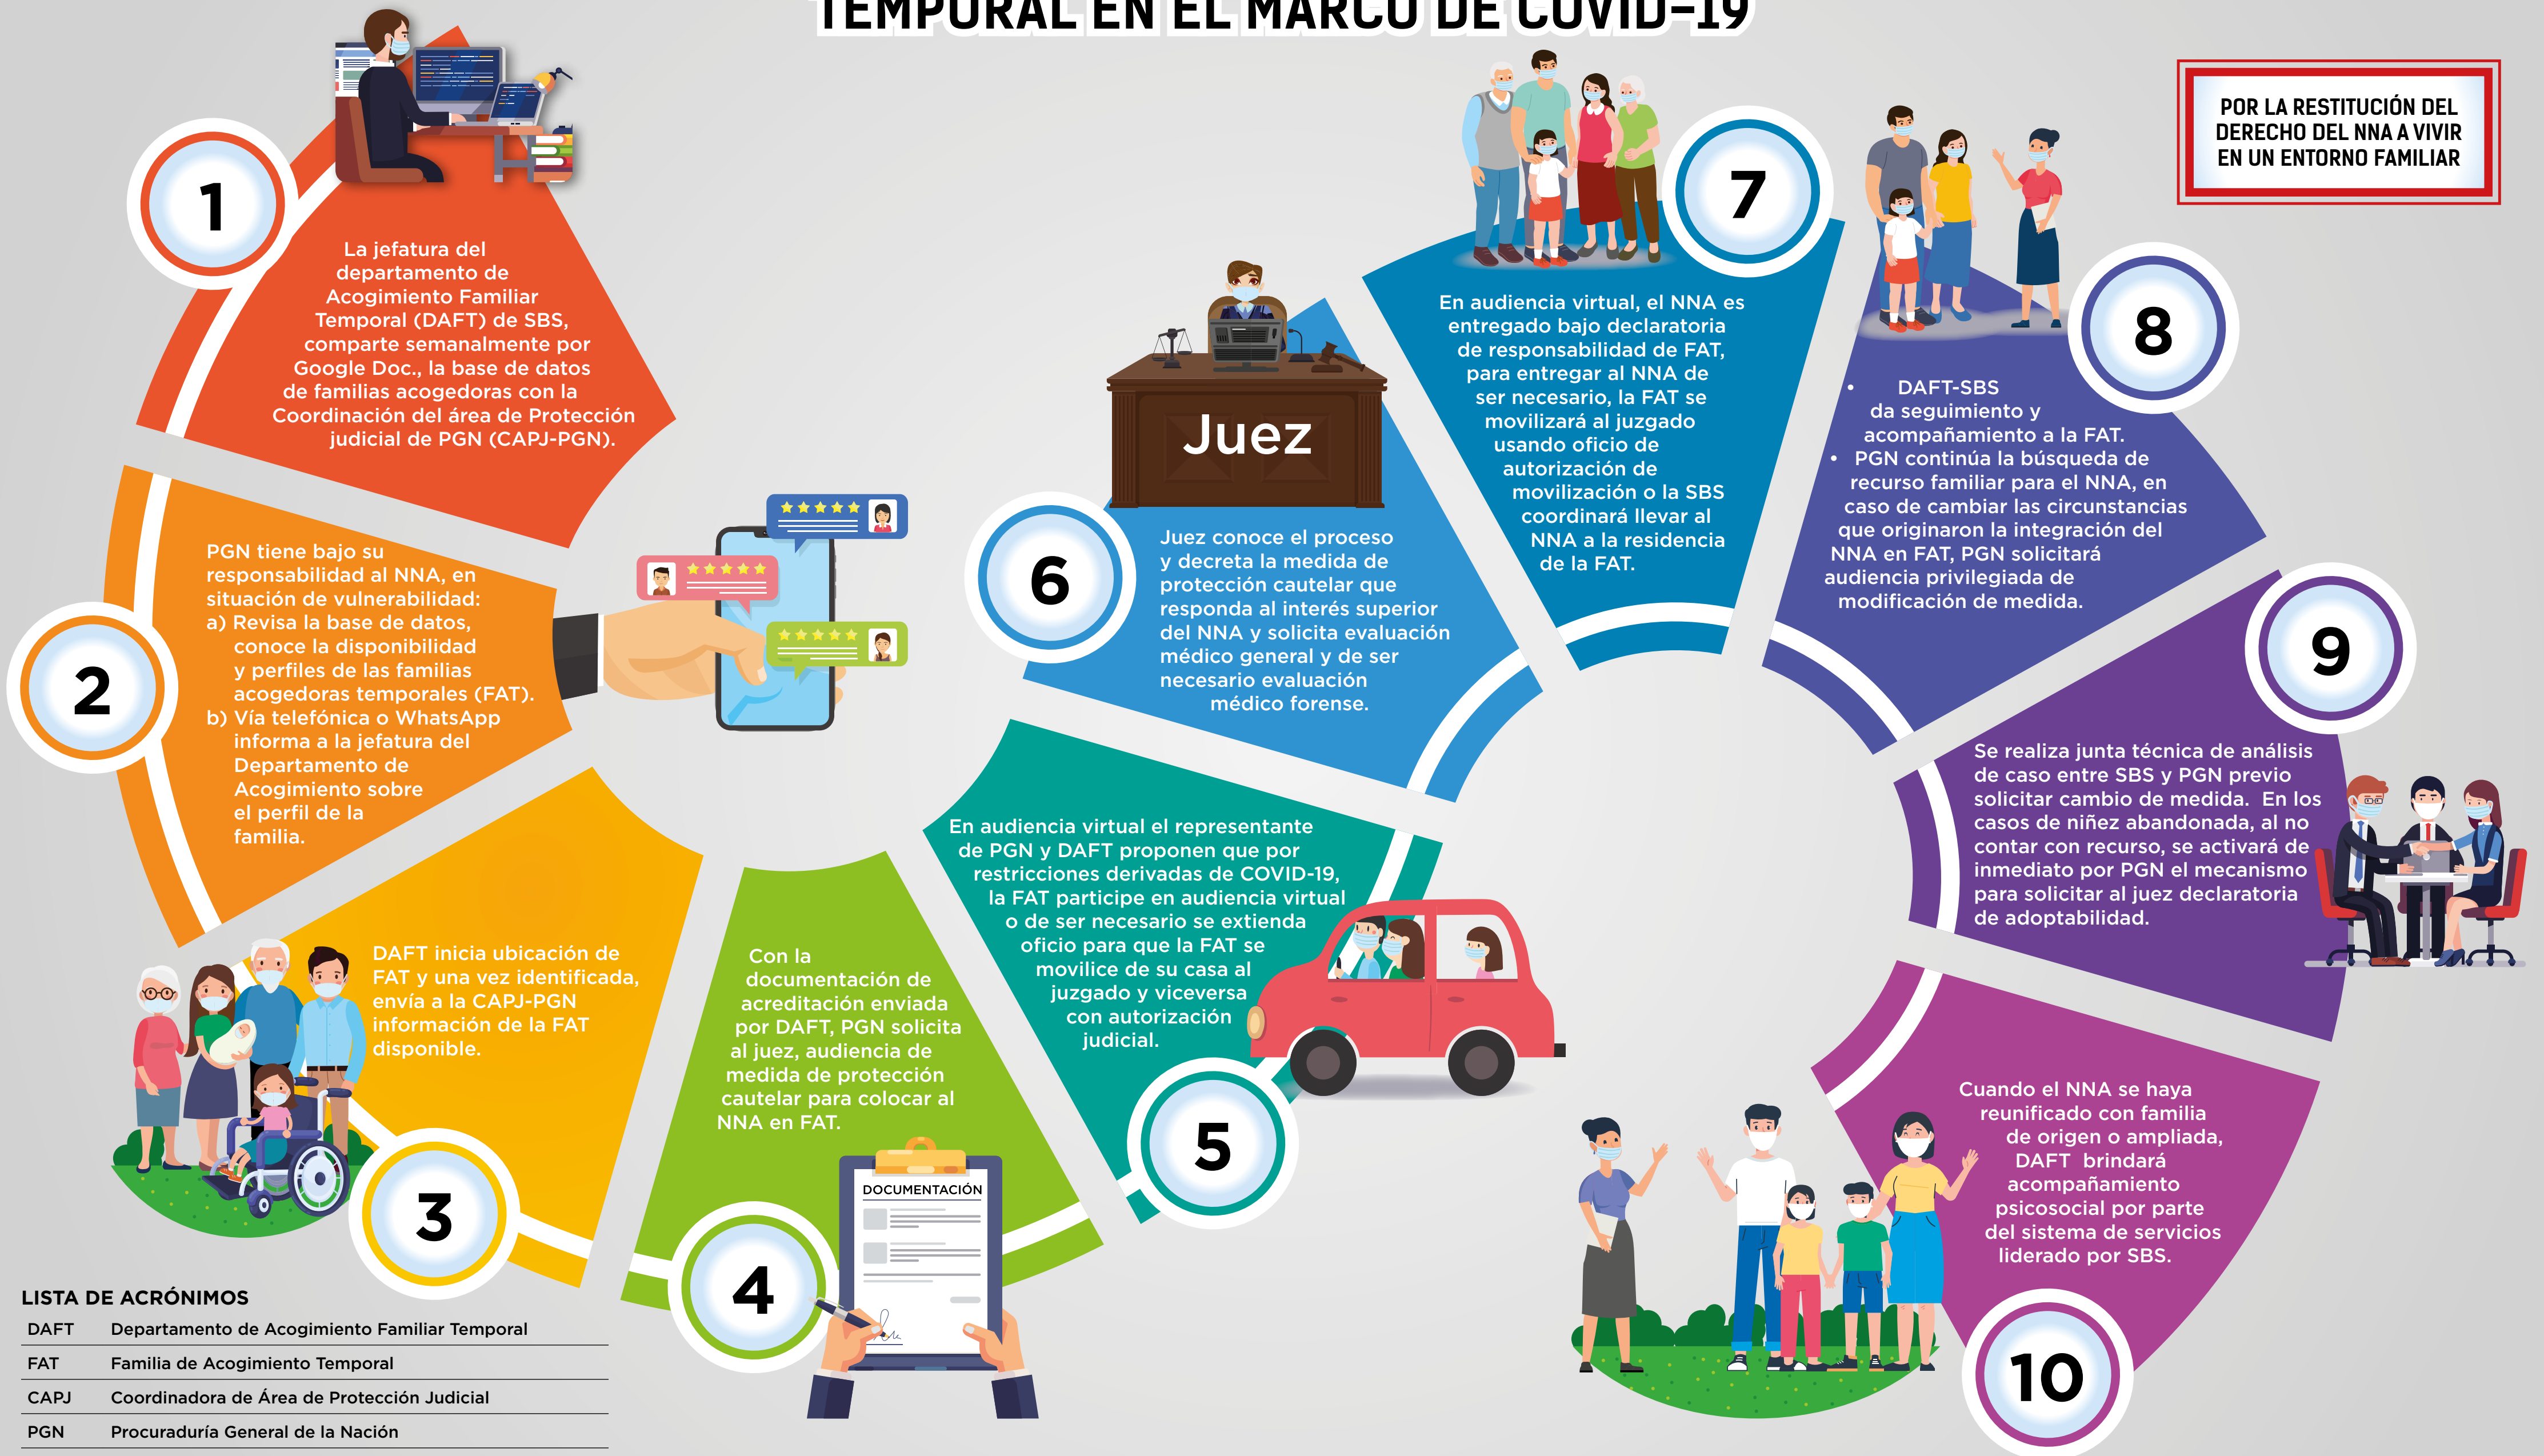 TEMPORAL EN EL MARCO DE COVID-19
POR LA RESTITUCIÓN DEL
DERECHO DEL NNA A VIVIR
EN UN ENTORNO FAMILIAR
1
La jefatura del
departamento de
Acogimiento Familiar
Temporal (DAFT) de SBS,
comparte semanalmente por
Google Doc., la base de datos
de familias acogedoras con la
Coordinación del área de Protección
judicial de PGN (CAPJ-PGN).
2
PGN tiene bajo su
responsabilidad al NNA, en
situación de vulnerabilidad:
a) Revisa la base de datos,
conoce la disponibilidad
y perfiles de las familias
acogedoras temporales (FAT).
b) Vía telefónica o WhatsApp
informa a la jefatura del
Departamento de
Acogimiento sobre
el perfil de la
familia.
3
DAFT inicia ubicación de
FAT y una vez identificada,
envía a la CAPJ-PGN
información de la FAT
disponible.
4
Con la
documentación de
acreditación enviada
por DAFT, PGN solicita
al juez, audiencia de
medida de protección
cautelar para colocar al
NNA en FAT.
DOCUMENTACIÓN
5
En audiencia virtual el representante
de PGN y DAFT proponen que por
restricciones derivadas de COVID-19,
la FAT participe en audiencia virtual
o de ser necesario se extienda
oficio para que la FAT se
movilice de su casa al
juzgado y viceversa
con autorización
judicial.
6
Juez
Juez conoce el proceso
y decreta la medida de
protección cautelar que
responda al interés superior
del NNA y solicita evaluación
médico general y de ser
necesario evaluación
médico forense.
7
En audiencia virtual, el NNA es
entregado bajo declaratoria
de responsabilidad de FAT,
para entregar al NNA de
ser necesario, la FAT se
movilizará al juzgado
usando oficio de
autorización de
movilización o la SBS
coordinará llevar al
NNA a la residencia
de la FAT.
8
• DAFT-SBS
da seguimiento y
acompañamiento a la FAT.
• PGN continúa la búsqueda de
recurso familiar para el NNA, en
caso de cambiar las circunstancias
que originaron la integración del
NNA en FAT, PGN solicitará
audiencia privilegiada de
modificación de medida.
9
Se realiza junta técnica de análisis
de caso entre SBS y PGN previo
solicitar cambio de medida. En los
casos de niñez abandonada, al no
contar con recurso, se activará de
inmediato por PGN el mecanismo
para solicitar al juez declaratoria
de adoptabilidad.
10
Cuando el NNA se haya
reunificado con familia
de origen o ampliada,
DAFT brindará
acompañamiento
psicosocial por parte
del sistema de servicios
liderado por SBS.
LISTA DE ACRÓNIMOS
DAFT Departamento de Acogimiento Familiar Temporal
FAT Familia de Acogimiento Temporal
CAPJ Coordinadora de Área de Protección Judicial
PGN Procuraduría General de la Nación